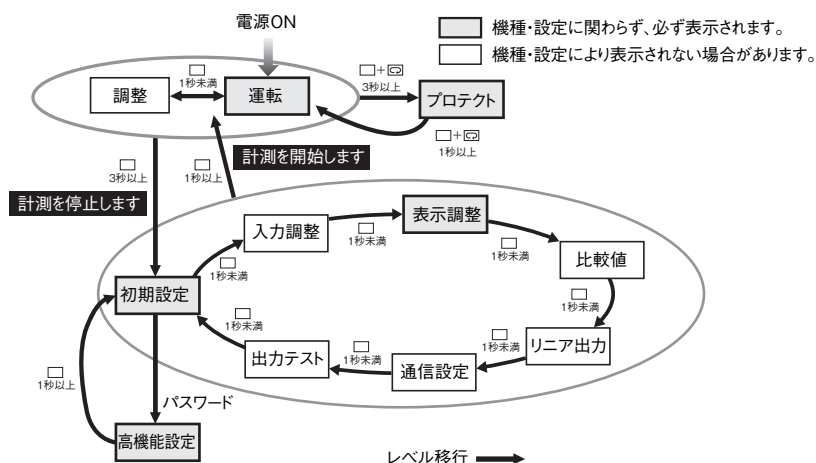 電源ON
機種・設定に関わらず、必ず表示されます。
機種・設定により表示されない場合があります。
調整
1秒未満
運転
3秒以上
プロテクト
1秒以上
計測を開始します
3秒以上
1秒以上
計測を停止します
入力調整
1秒未満
表示調整
1秒未満
比較値
1秒未満
初期設定
1秒未満
1秒未満
出力テスト
1秒未満
通信設定
1秒未満
リニア出力
1秒以上
パスワード
高機能設定
レベル移行